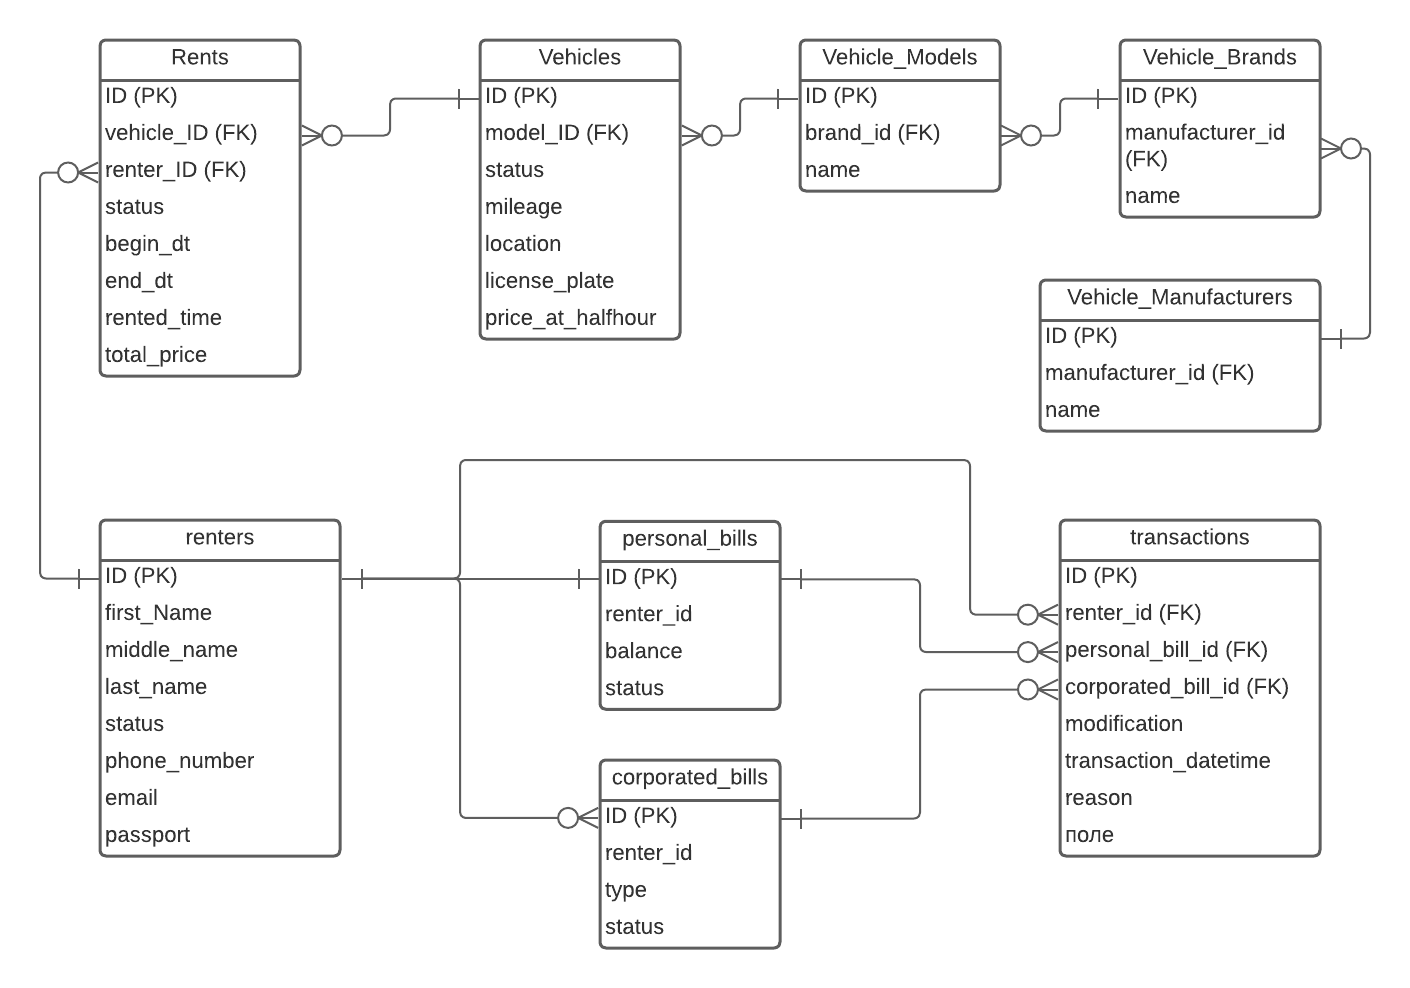 Rents
ID (PK)
vehicle_ID (FK)
renter_ID (FK)
status
begin_dt
end_dt
rented_time
total_price
Vehicles
ID (PK)
model_ID (FK)
status
mileage
location
license_plate
price_at_halfhour
Vehicle_Models
ID (PK)
brand_id (FK)
name
Vehicle_Brands
ID (PK)
manufacturer_id
(FK)
name
Vehicle_Manufacturers
ID (PK)
manufacturer_id (FK)
name
renters
ID (PK)
first_Name
middle_name
last_name
status
phone_number
email
passport
personal_bills
ID (PK)
renter_id
balance
status
corporated_bills
ID (PK)
renter_id
type
status
transactions
ID (PK)
renter_id (FK)
personal_bill_id (FK)
corporated_bill_id (FK)
modification
transaction_datetime
reason
поле